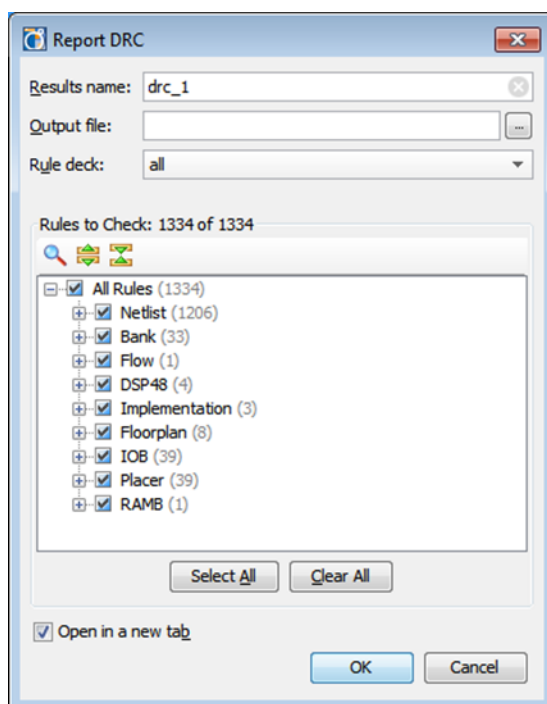 Report DRC
Results name: drc_1
Output file: ...
Rule deck: all
Rules to Check: 1334 of 1334
All Rules (1334)
Netlist (1206)
Bank (33)
Flow (1)
DSP48 (4)
Implementation (3)
Floorplan (8)
IOB (39)
Placer (39)
RAMB (1)
Select All Clear All
Open in a new tab
OK Cancel